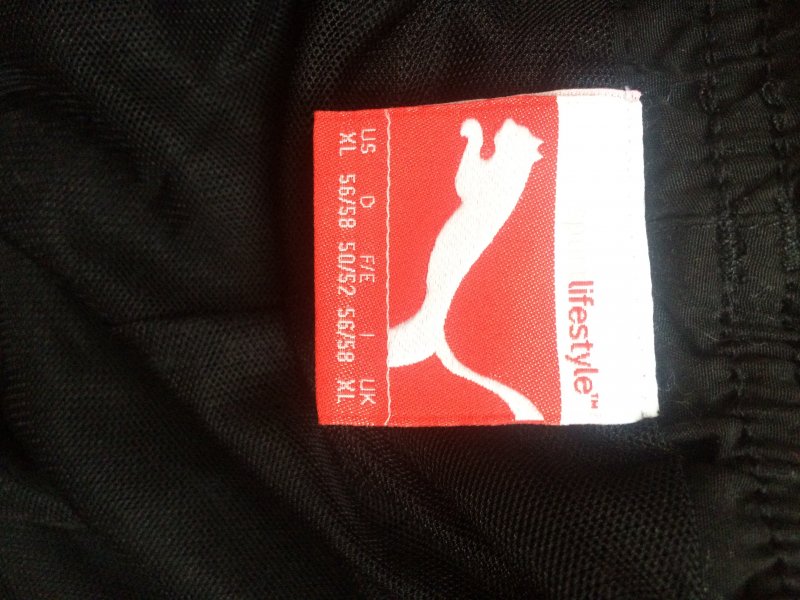 lifestyle™
US D F/E I UK
XL 56/58 50/52 56/58 XL